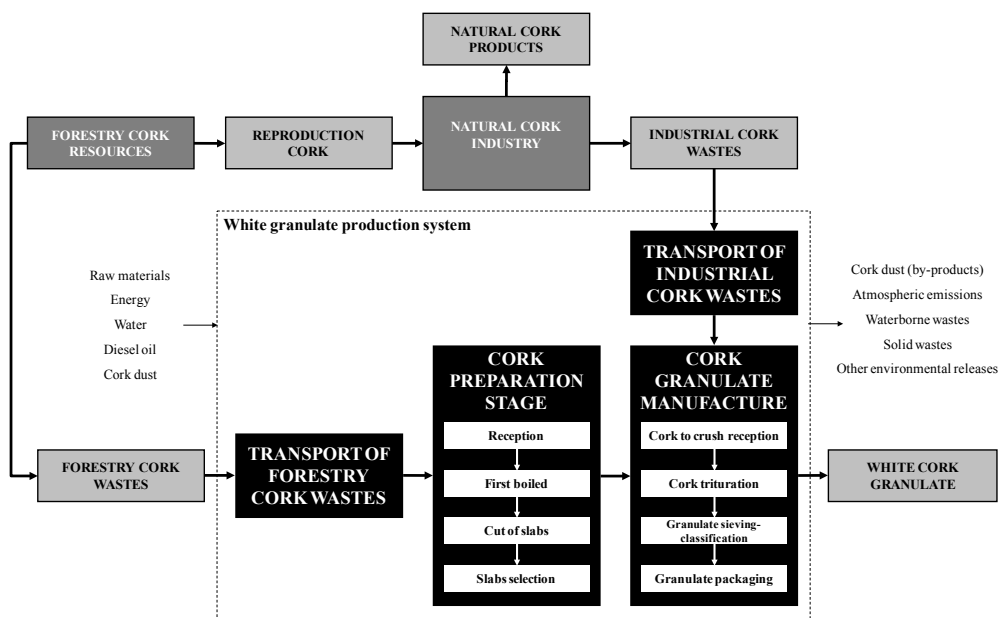 NATURAL CORK
PRODUCTS
FORESTRY CORK
RESOURCES
REPRODUCTION
CORK
NATURAL CORK
INDUSTRY
INDUSTRIAL CORK
WASTES
White granulate production system
TRANSPORT OF
INDUSTRIAL
CORK WASTES
Raw materials
Energy
Water
Diesel oil
Cork dust
Cork dust (by-products)
Atmospheric emissions
Waterborne wastes
Solid wastes
Other environmental releases
FORESTRY CORK
WASTES
TRANSPORT OF
FORESTRY
CORK WASTES
CORK
PREPARATION
STAGE
Reception
First boiled
Cut of slabs
Slabs selection
CORK
GRANULATE
MANUFACTURE
Cork to crush reception
Cork trituration
Granulate sieving-
classification
Granulate packaging
WHITE CORK
GRANULATE